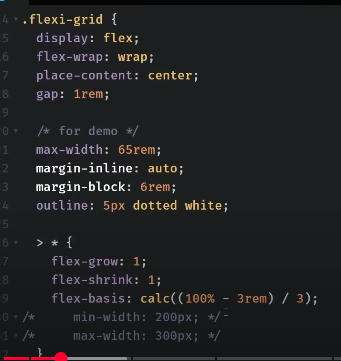 4 .flexi-grid {
5 display: flex;
6 flex-wrap: wrap;
7 place-content: center;
8 gap: 1rem;
9
0 /* for demo */
1 max-width: 65rem;
2 margin-inline: auto;
3 margin-block: 6rem;
4 outline: 5px dotted white;
5
6 > * {
7 flex-grow: 1;
8 flex-shrink: 1;
9 flex-basis: calc((100% - 3rem) / 3);
0 /* min-width: 200px; */
1 /* max-width: 300px; */
2 }